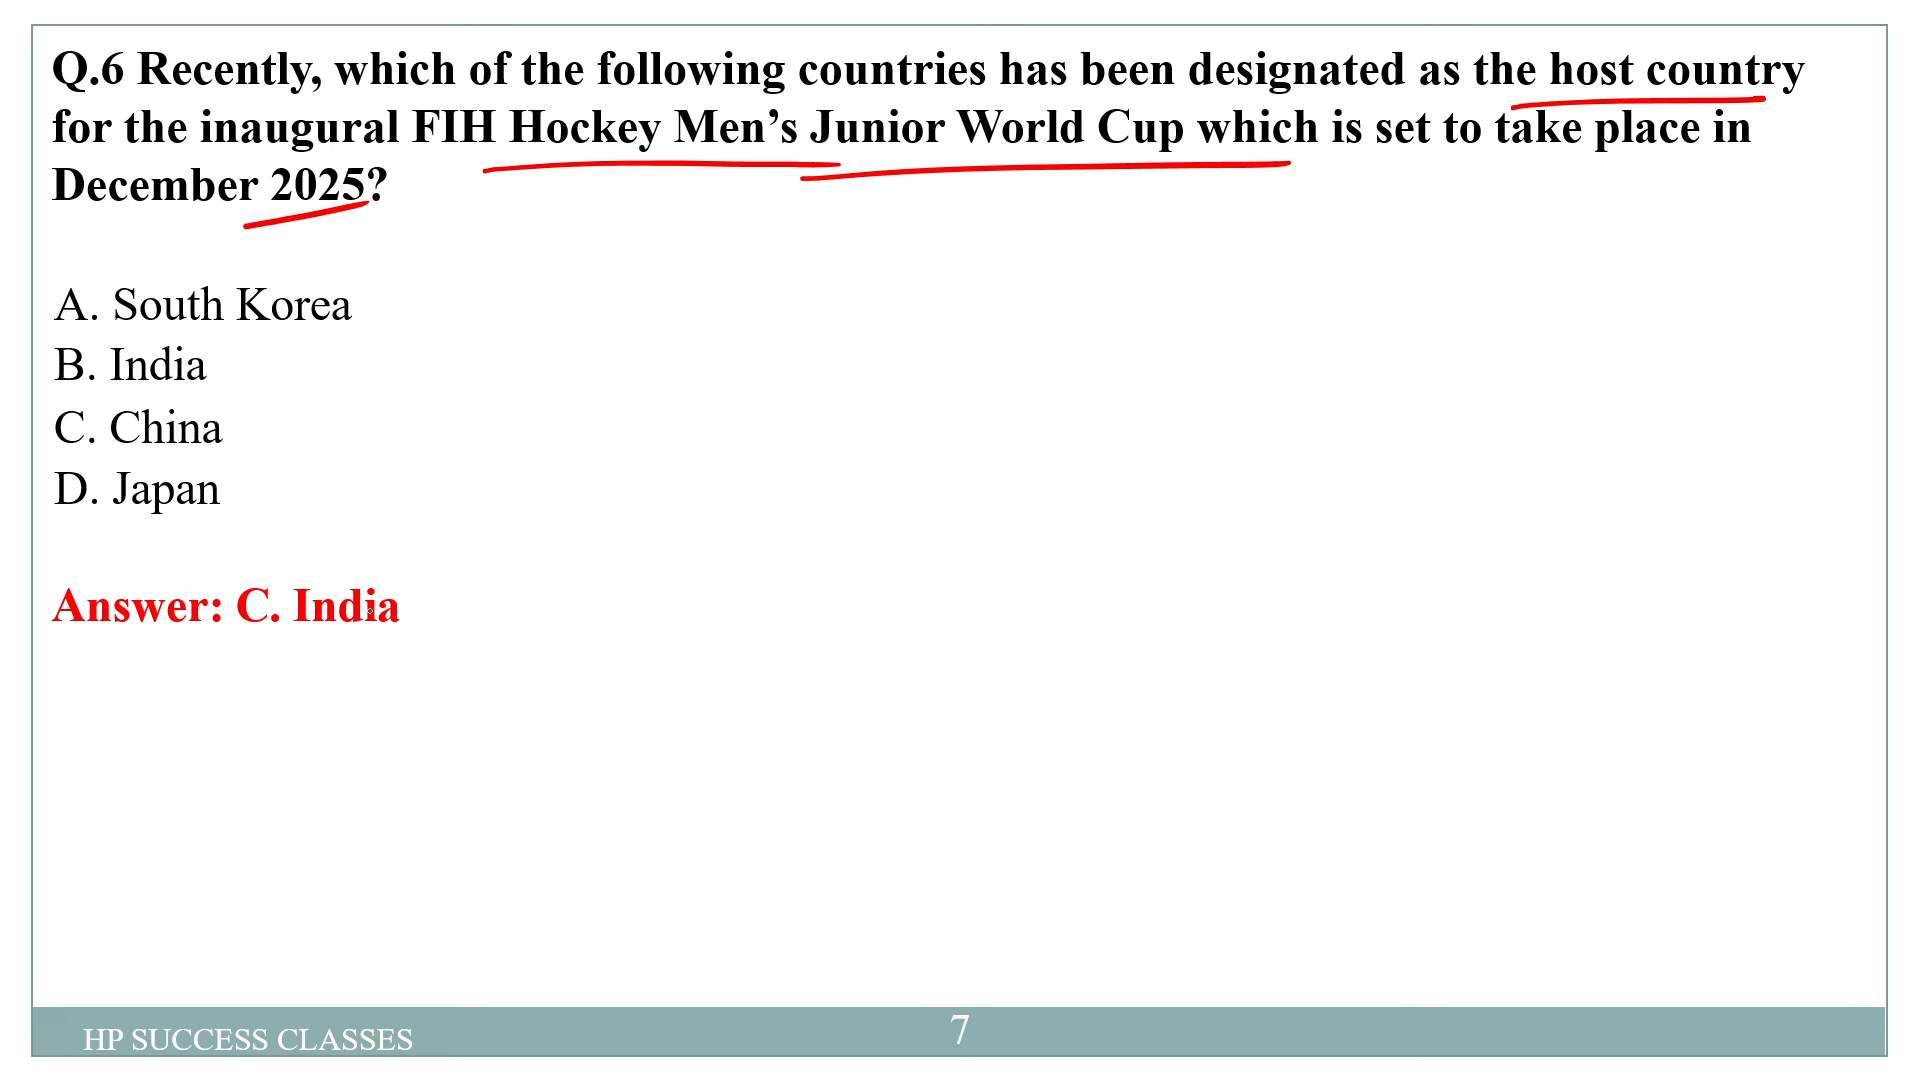 Q.6 Recently, which of the following countries has been designated as the host country
for the inaugural FIH Hockey Men’s Junior World Cup which is set to take place in
December 2025?
A. South Korea
B. India
C. China
D. Japan
Answer: C. India
HP SUCCESS CLASSES
7